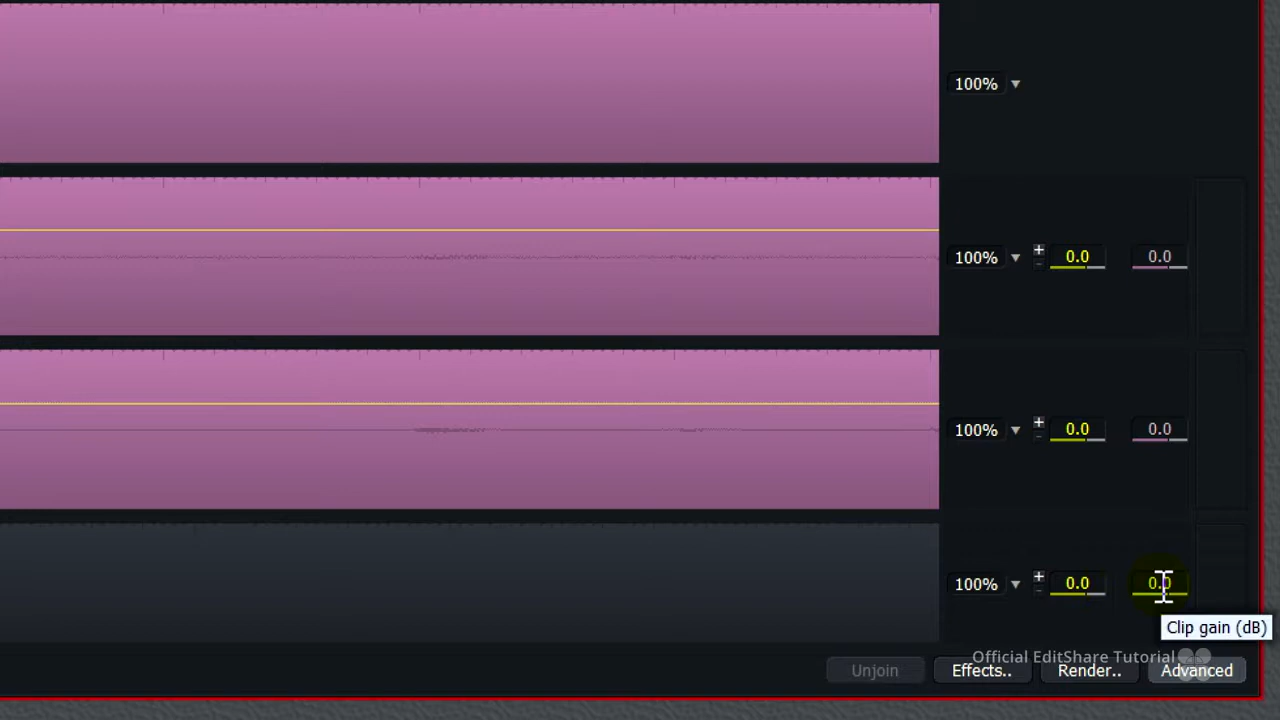 100%
100% + 0.0 0.0
-
100% + 0.0 0.0
-
100% + 0.0 0.0
-
Clip gain (dB)
Official EditShare Tutorial
Unjoin Effects.. Render.. Advanced